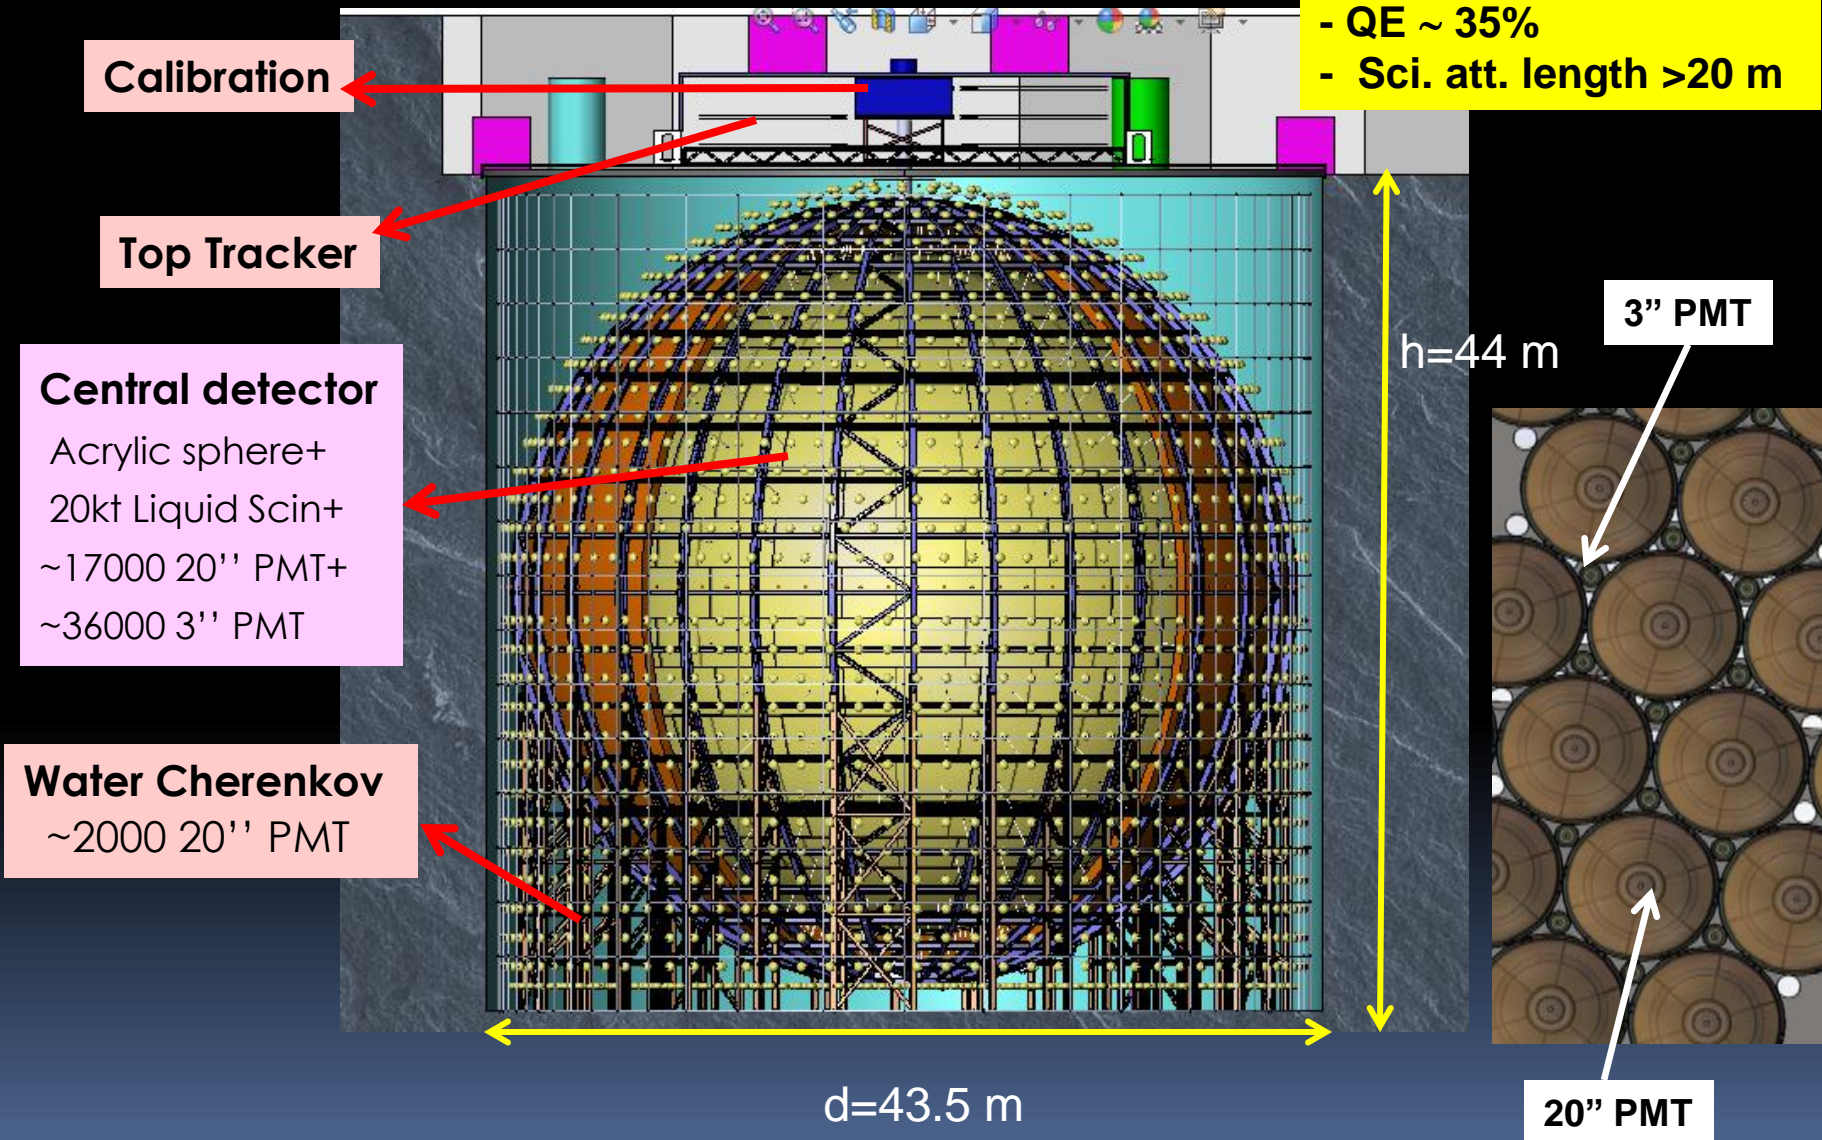 - QE ~ 35%
- Sci. att. length >20 m
Calibration
Top Tracker
Central detector
Acrylic sphere+
20kt Liquid Scin+
~17000 20'' PMT+
~36000 3'' PMT
Water Cherenkov
~2000 20'' PMT
h=44 m
d=43.5 m
3” PMT
20” PMT